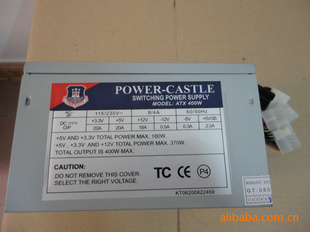 POWER-CASTLE
SWITCHING POWER SUPPLY
MODEL: ATX 400W
115/230V~ 8/4A 60/50Hz
DC O/P +3.3V +5V +12V -12V -5V +5VSB
20A 20A 18A 0.5A 0.3A 2.0A
+5V AND +3.3V TOTAL POWER MAX. 180W
+5V , +3.3V AND +12V TOTAL POWER MAX. 370W
TOTAL OUTPUT IS 400W MAX.
CAUTION:
DO NOT REMOVE THIS COVER.
SELECT THE RIGHT VOLTAGE.
TC CE P4
KT06200822469
alibaba.com.cn